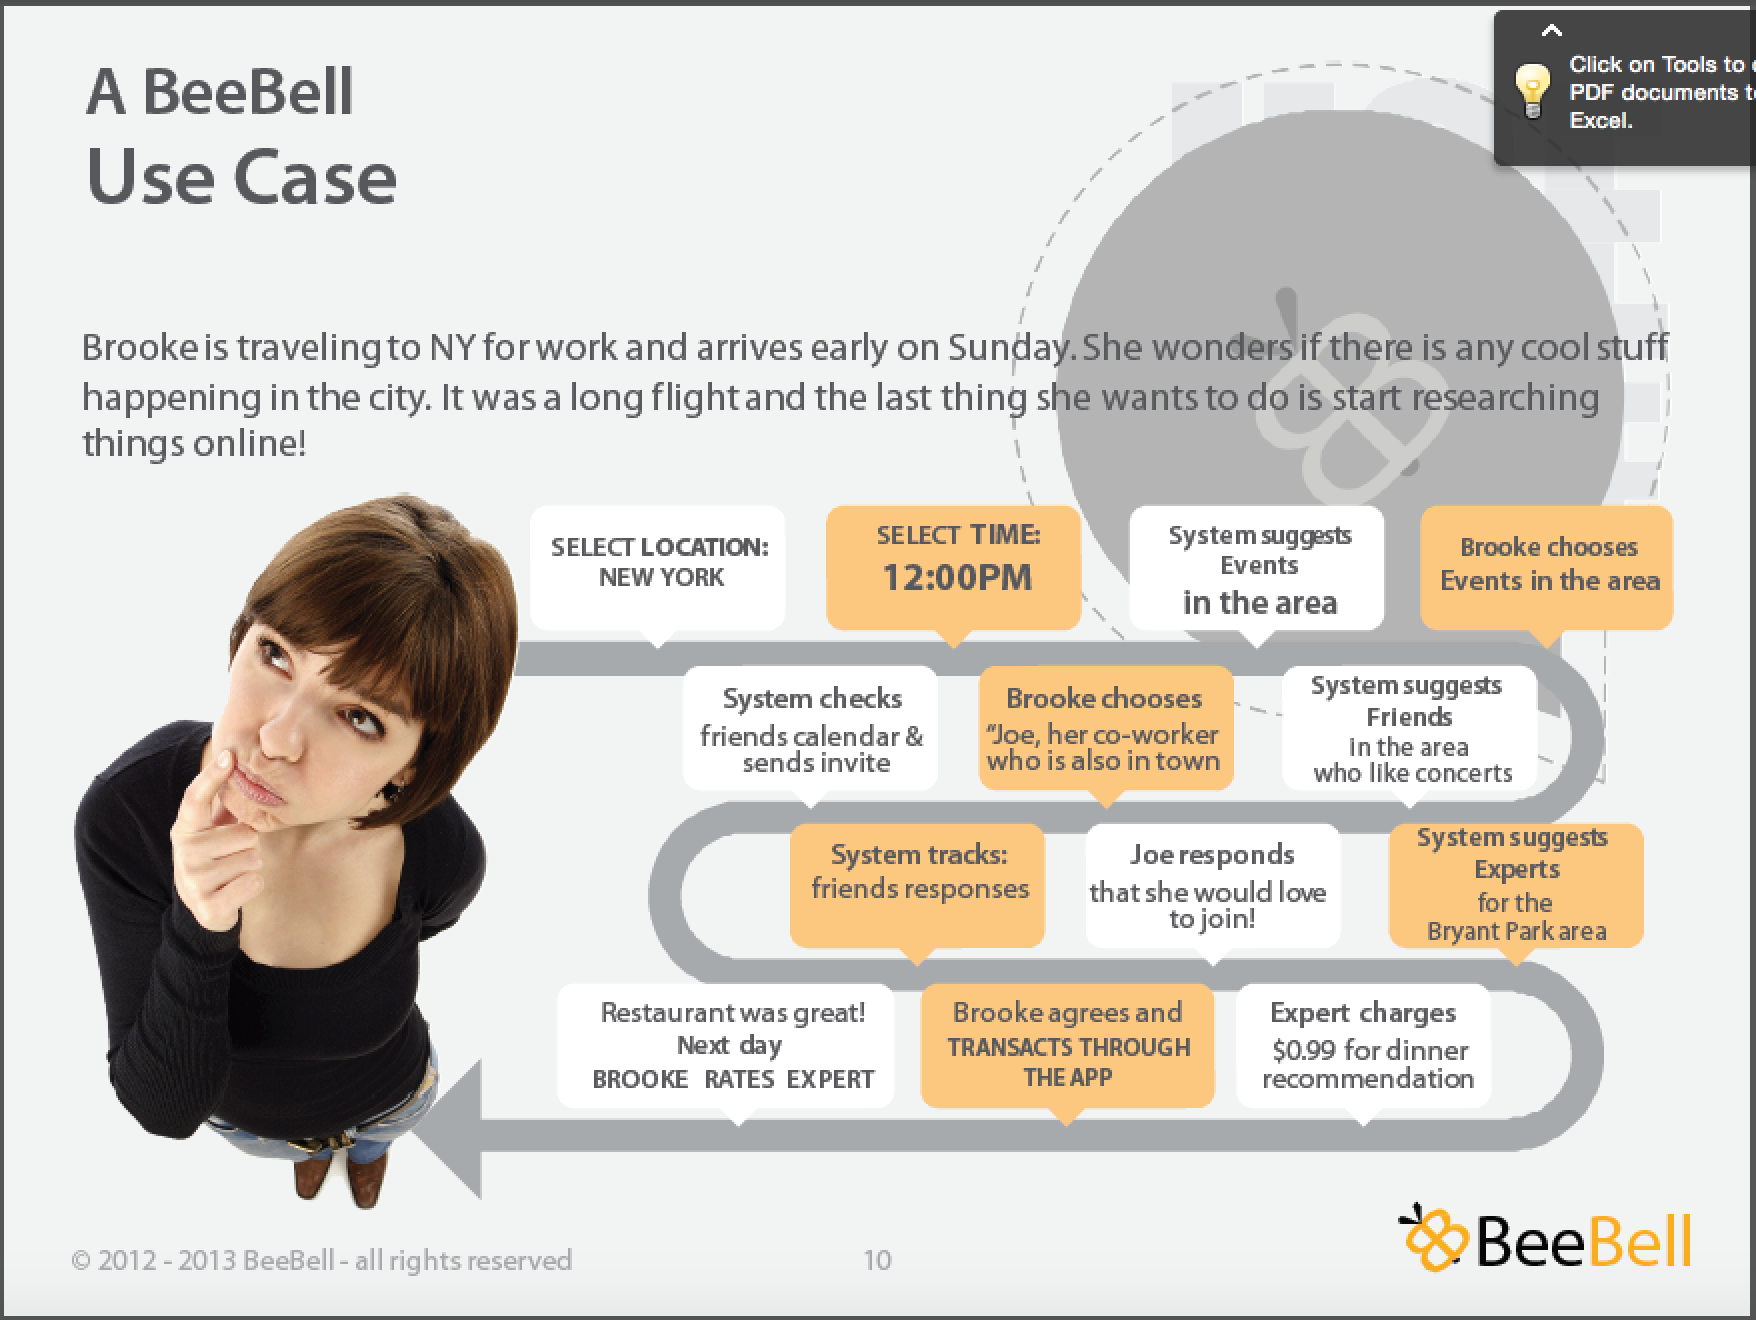 A BeeBell
Use Case
Click on Tools to
PDF documents
Excel.
Brooke is traveling to NY for work and arrives early on Sunday. She wonders if there is any cool stuff
happening in the city. It was a long flight and the last thing she wants to do is start researching
things online!
SELECT LOCATION:
NEW YORK
SELECT TIME:
12:00PM
System suggests
Events
in the area
Brooke chooses
Events in the area
System suggests
Friends
in the area
who like concerts
Brooke chooses
"Joe, her co-worker
who is also in town
System checks
friends calendar &
sends invite
System tracks:
friends responses
Joe responds
that she would love
to join!
System suggests
Experts
for the
Bryant Park area
Expert charges
$0.99 for dinner
recommendation
Brooke agrees and
TRANSACTS THROUGH
THE APP
Restaurant was great!
Next day
BROOKE RATES EXPERT
© 2012 - 2013 BeeBell - all rights reserved
10
BeeBell